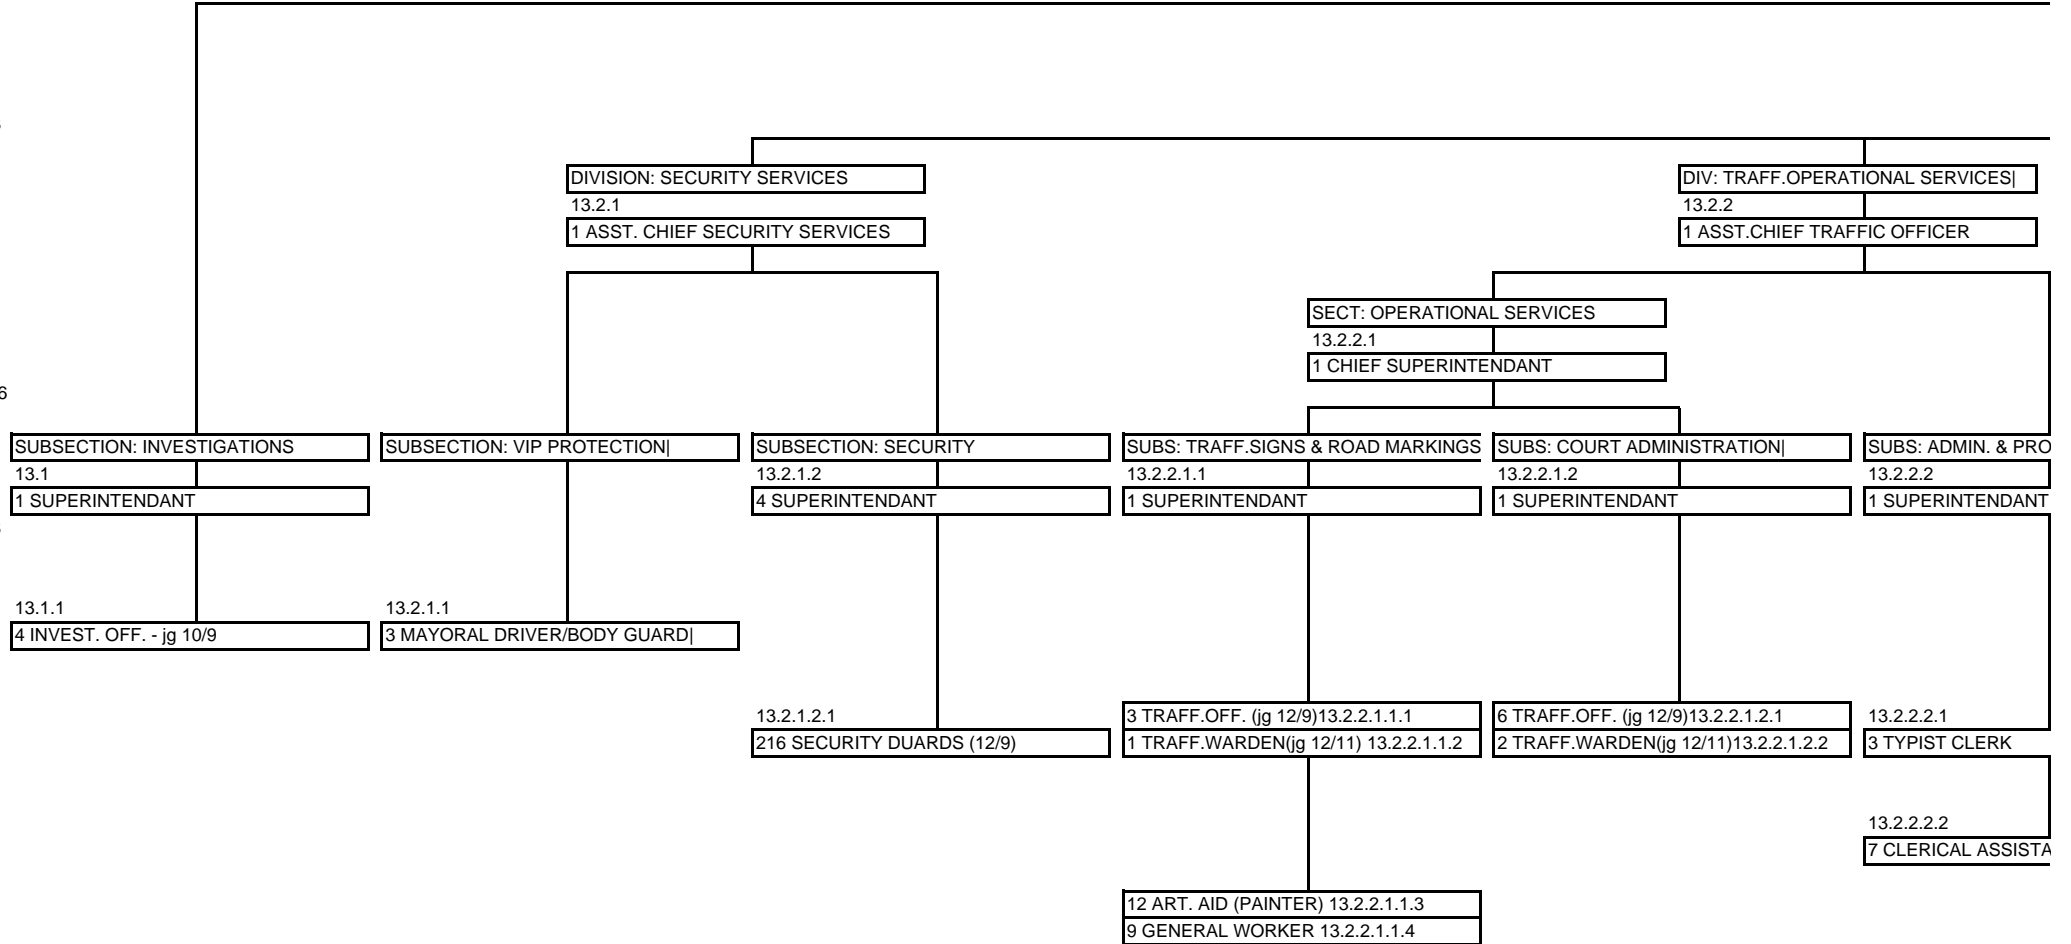 DIVISION: SECURITY SERVICES
13.2.1
1 ASST. CHIEF SECURITY SERVICES
DIV: TRAFF.OPERATIONAL SERVICES|
13.2.2
1 ASST.CHIEF TRAFFIC OFFICER
SECT: OPERATIONAL SERVICES
13.2.2.1
1 CHIEF SUPERINTENDANT
6
SUBSECTION: INVESTIGATIONS
13.1
1 SUPERINTENDANT
13.1.1
4 INVEST. OFF. - jg 10/9
SUBSECTION: VIP PROTECTION|
13.2.1.1
3 MAYORAL DRIVER/BODY GUARD|
SUBSECTION: SECURITY
13.2.1.2
4 SUPERINTENDANT
13.2.1.2.1
216 SECURITY DUARDS (12/9)
SUBS: TRAFF.SIGNS & ROAD MARKINGS
13.2.2.1.1
1 SUPERINTENDANT
3 TRAFF.OFF. (jg 12/9)13.2.2.1.1.1
1 TRAFF.WARDEN(jg 12/11) 13.2.2.1.1.2
12 ART. AID (PAINTER) 13.2.2.1.1.3
9 GENERAL WORKER 13.2.2.1.1.4
SUBS: COURT ADMINISTRATION|
13.2.2.1.2
1 SUPERINTENDANT
6 TRAFF.OFF. (jg 12/9)13.2.2.1.2.1
2 TRAFF.WARDEN(jg 12/11)13.2.2.1.2.2
SUBS: ADMIN. & PRO
13.2.2.2
1 SUPERINTENDANT
13.2.2.2.1
3 TYPIST CLERK
13.2.2.2.2
7 CLERICAL ASSISTA